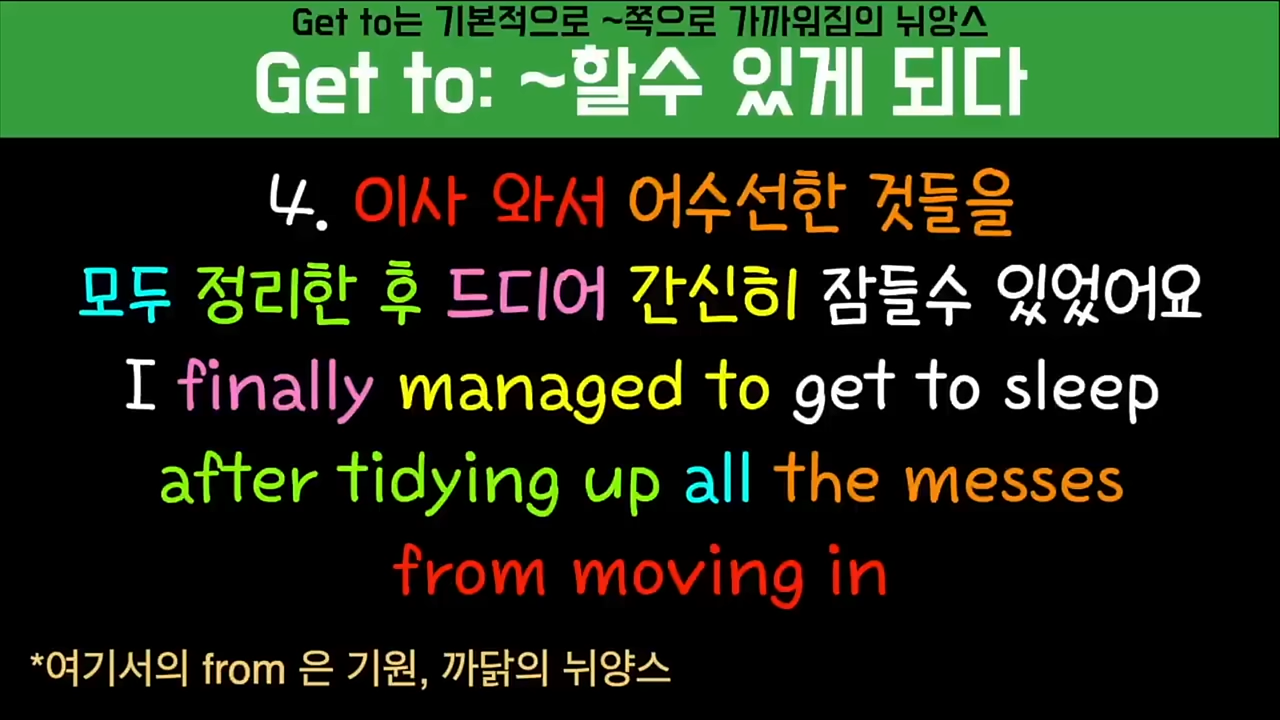 Get to는 기본적으로 ~쪽으로 가까워짐의 뉘앙스
Get to: ~할수 있게 되다
4. 이사 와서 어수선한 것들을
모두 정리한 후 드디어 간신히 잠들수 있었어요
I finally managed to get to sleep
after tidying up all the messes
from moving in
*여기서의 from 은 기원, 까닭의 뉘양스